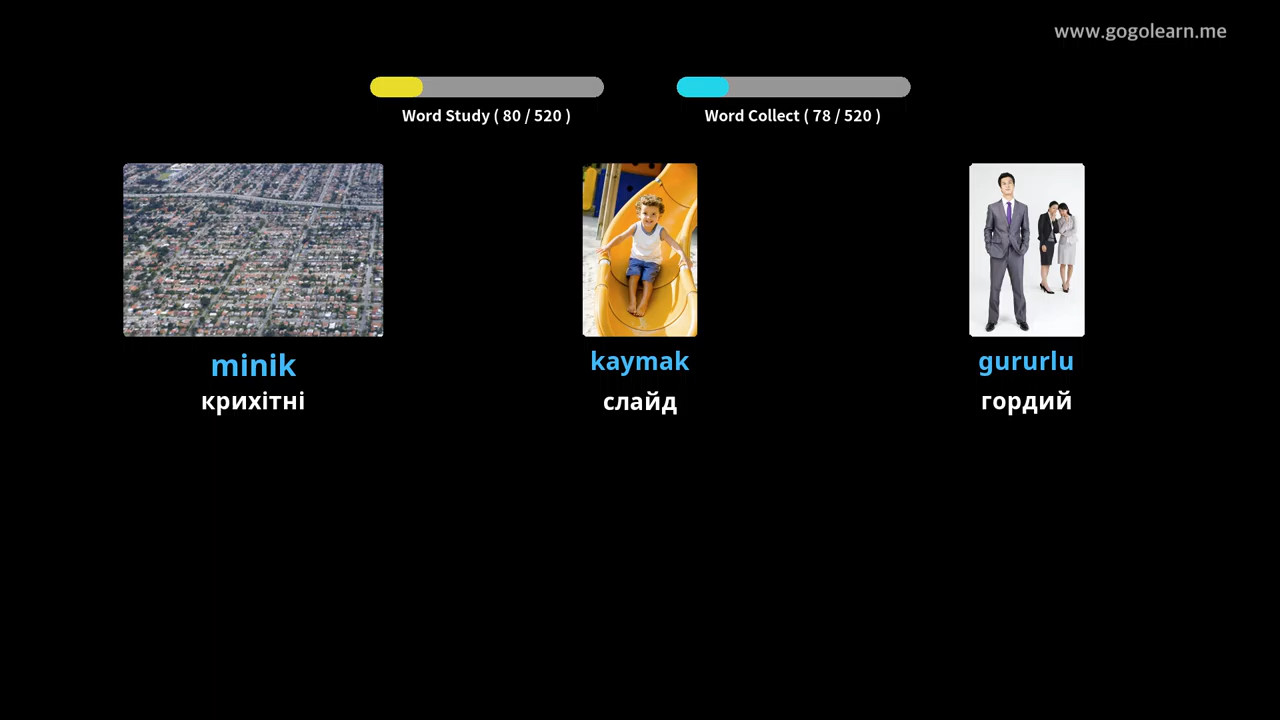 www.gogolearn.me
Word Study ( 80 / 520 )
Word Collect ( 78 / 520 )
minik
крихітні
kaymak
слайд
gururlu
гордий